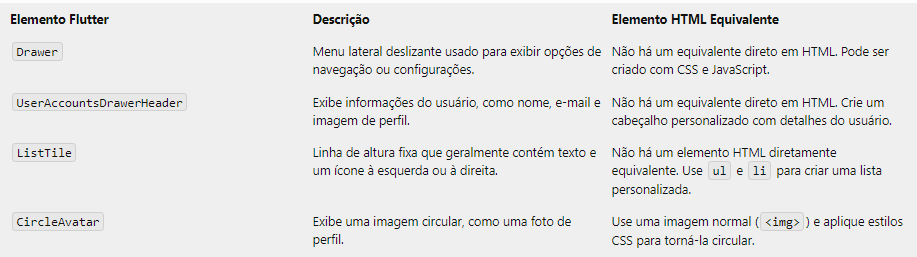 Elemento Flutter Descrição Elemento HTML Equivalente
Drawer Menu lateral deslizante usado para exibir opções de Não há um equivalente direto em HTML. Pode ser
navegação ou configurações. criado com CSS e JavaScript.
UserAccountsDrawerHeader Exibe informações do usuário, como nome, e-mail e Não há um equivalente direto em HTML. Crie um
imagem de perfil. cabeçalho personalizado com detalhes do usuário.
ListTile Linha de altura fixa que geralmente contém texto e Não há um elemento HTML diretamente
um ícone à esquerda ou à direita. equivalente. Use ul e li para criar uma lista
personalizada.
CircleAvatar Exibe uma imagem circular, como uma foto de Use uma imagem normal ( <img> ) e aplique estilos
perfil. CSS para torná-la circular.